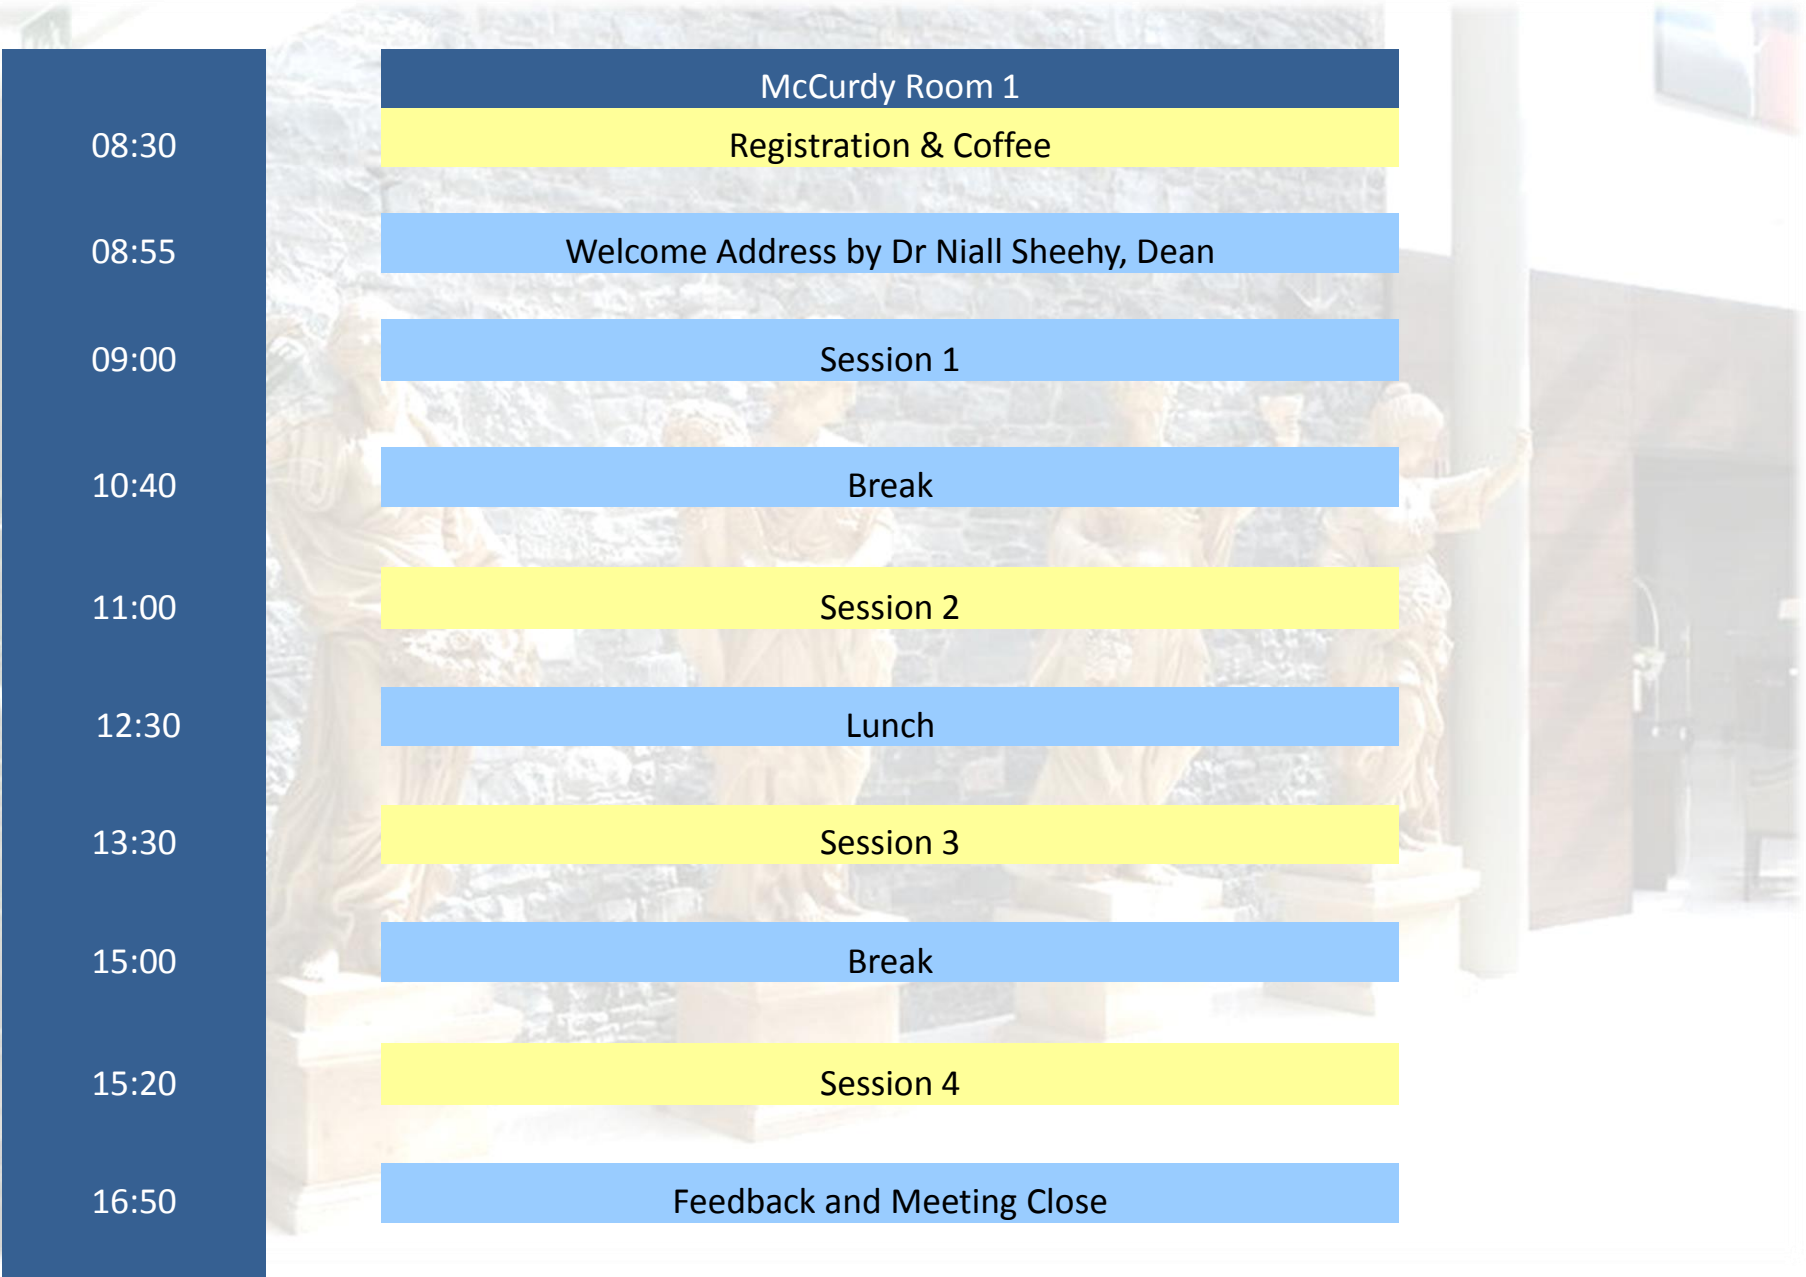 McCurdy Room 1
08:30 Registration & Coffee
08:55 Welcome Address by Dr Niall Sheehy, Dean
09:00 Session 1
10:40 Break
11:00 Session 2
12:30 Lunch
13:30 Session 3
15:00 Break
15:20 Session 4
16:50 Feedback and Meeting Close